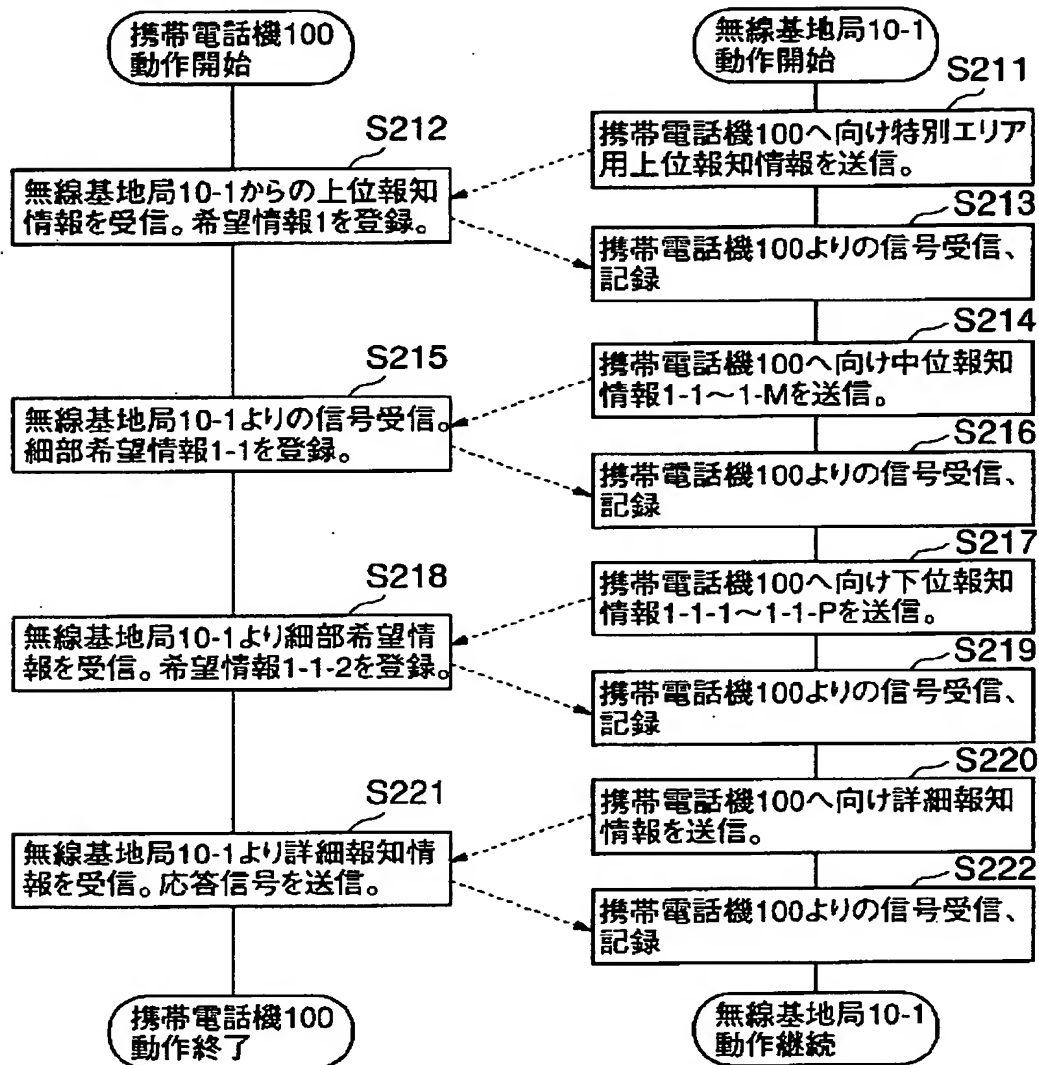 携帯電話機100
動作開始
無線基地局10-1
動作開始
S211
携帯電話機100へ向け特別エリア
用上位報知情報を送信。
S212
無線基地局10-1からの上位報知
情報を受信。希望情報1を登録。
S213
携帯電話機100よりの信号受信、
記録
S214
携帯電話機100へ向け中位報知
情報1-1～1-Mを送信。
S215
無線基地局10-1よりの信号受信。
細部希望情報1-1を登録。
S216
携帯電話機100よりの信号受信、
記録
S217
携帯電話機100へ向け下位報知
情報1-1-1～1-1-Pを送信。
S218
無線基地局10-1より細部希望情
報を受信。希望情報1-1-2を登録。
S219
携帯電話機100よりの信号受信、
記録
S220
携帯電話機100へ向け詳細報知
情報を送信。
S221
無線基地局10-1より詳細報知情
報を受信。応答信号を送信。
S222
携帯電話機100よりの信号受信、
記録
携帯電話機100
動作終了
無線基地局10-1
動作継続